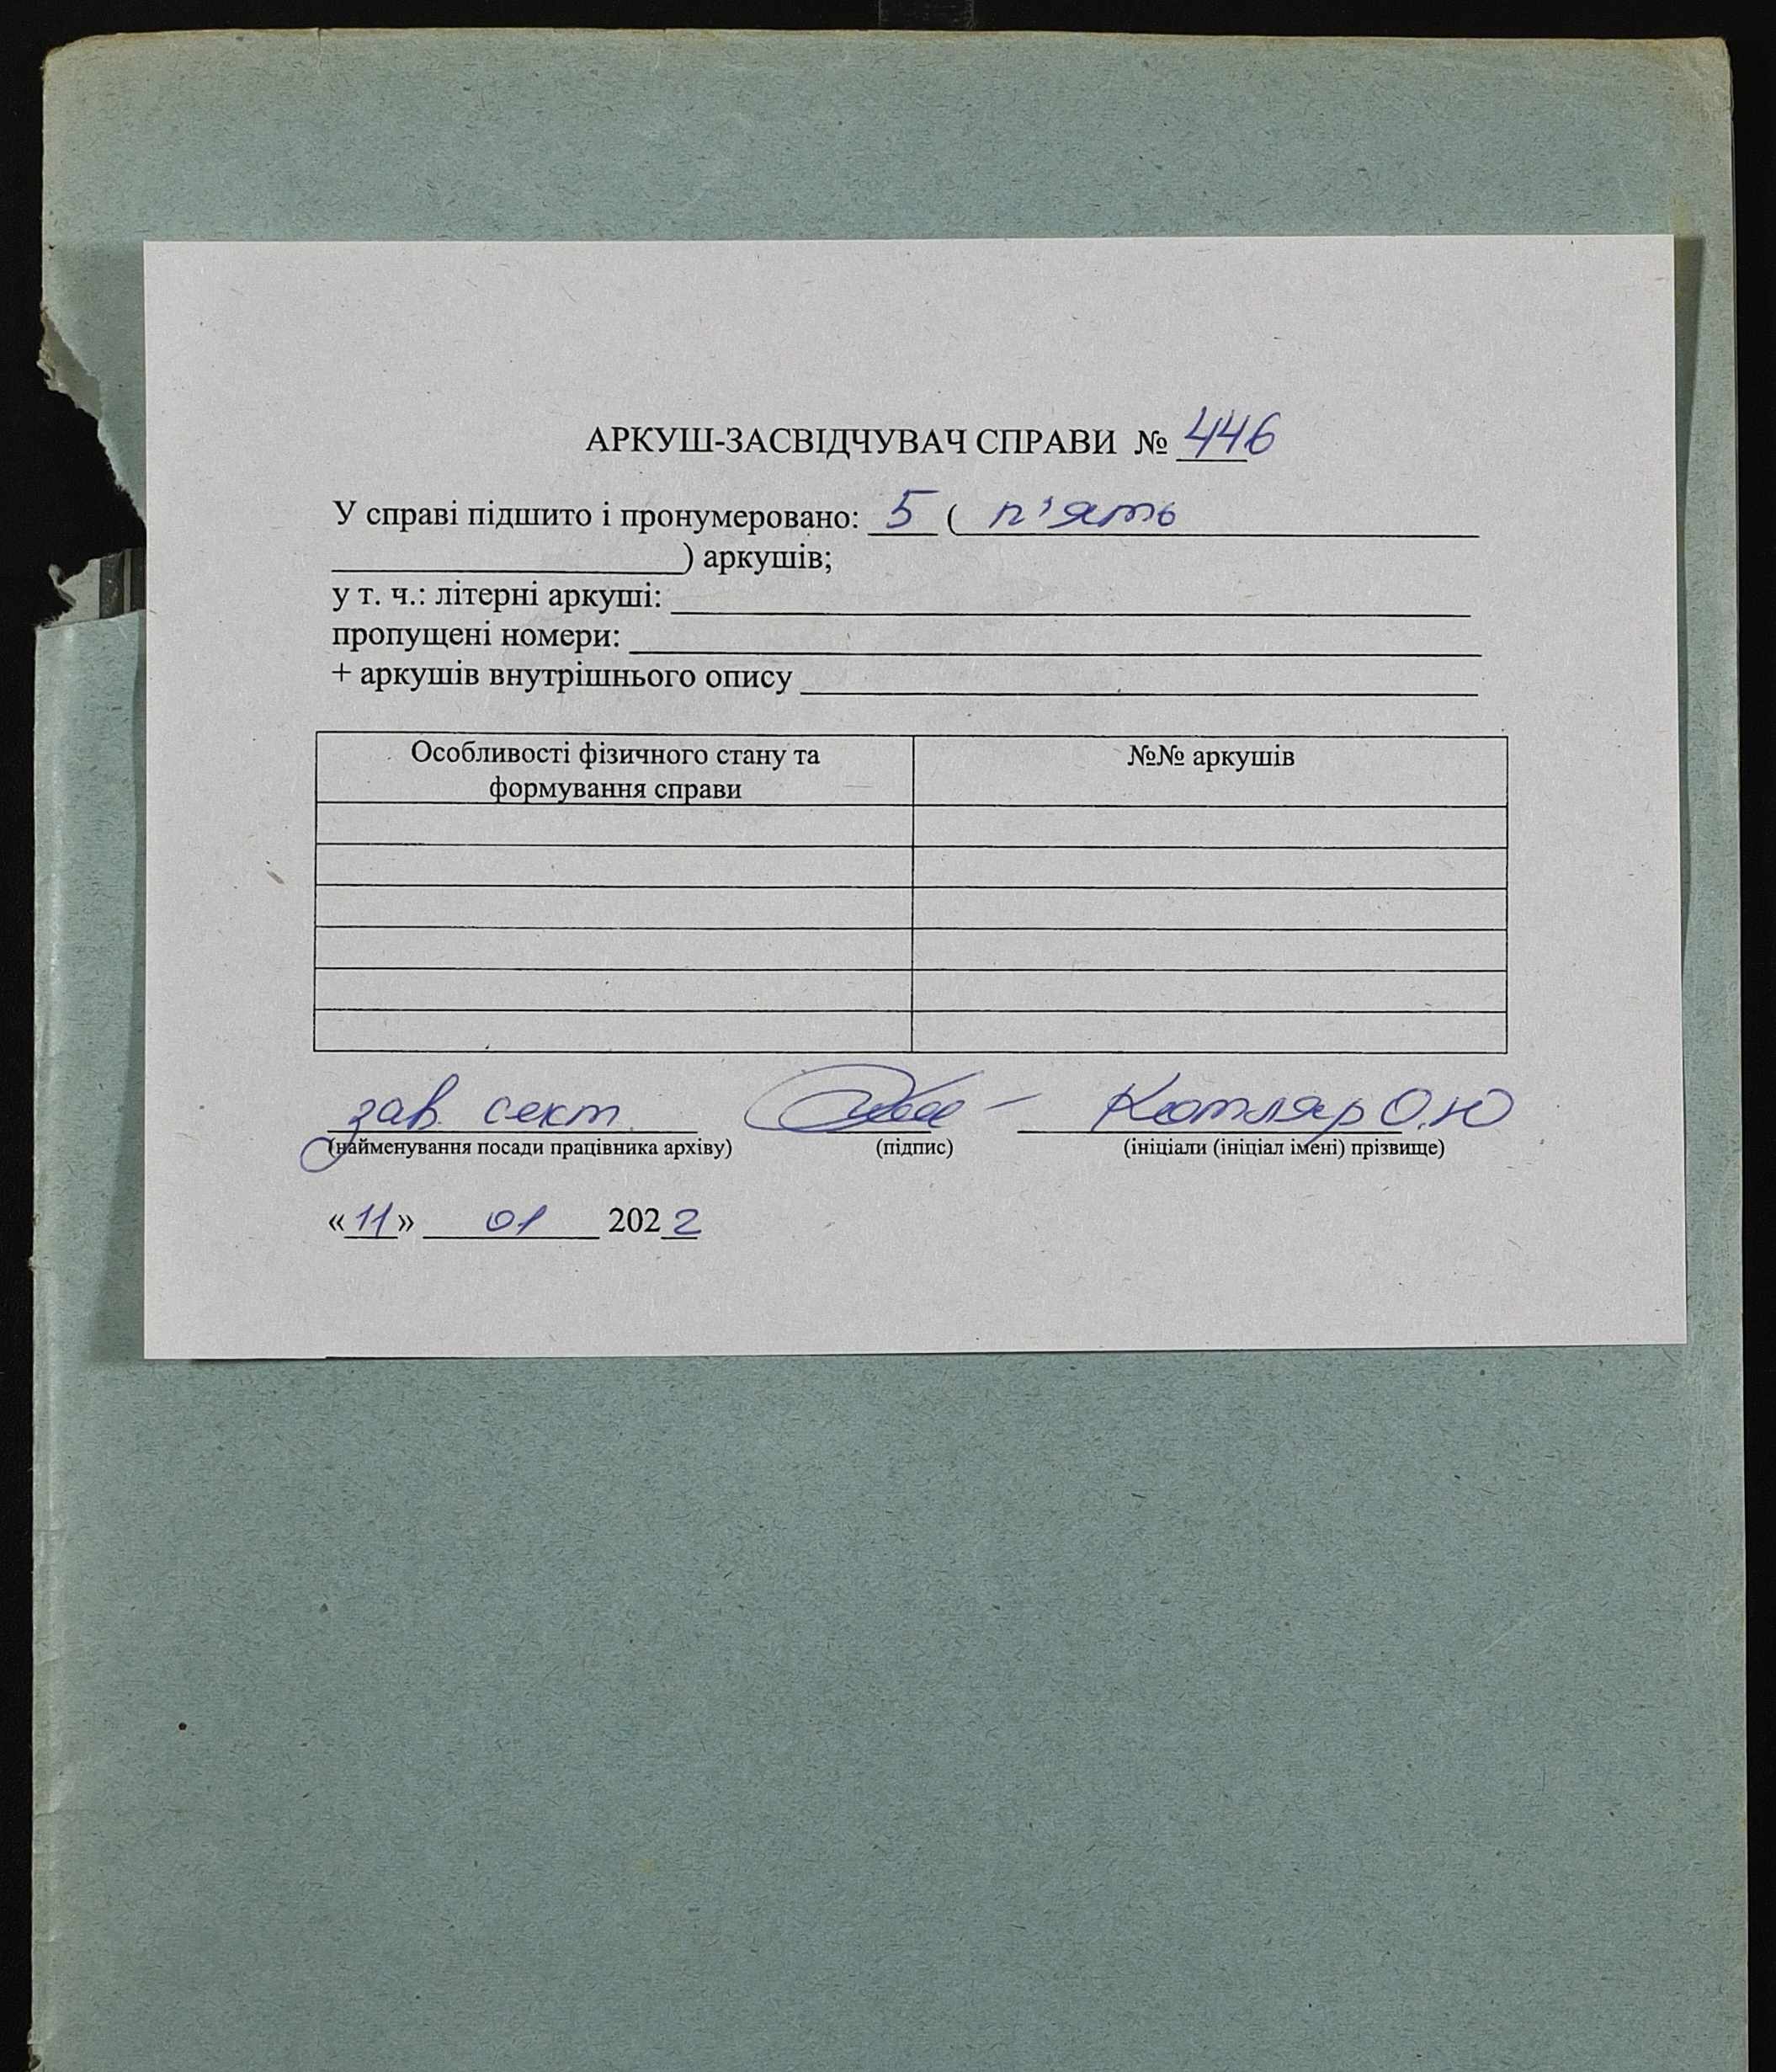 АРКУШ-ЗАСВІДЧУВАЧ СПРАВИ № 446
У справі підшито і пронумеровано: 5 ( п'ять
) аркушів;
у т. ч.: літерні аркуші:
пропущені номери:
+ аркушів внутрішнього опису
Особливості фізичного стану та
формування справи
№№ аркушів
зав. сект. Котляр О.Ю
(найменування посади працівника архіву) (підпис) (ініціали (ініціал імені) прізвище)
«11» 01 2022